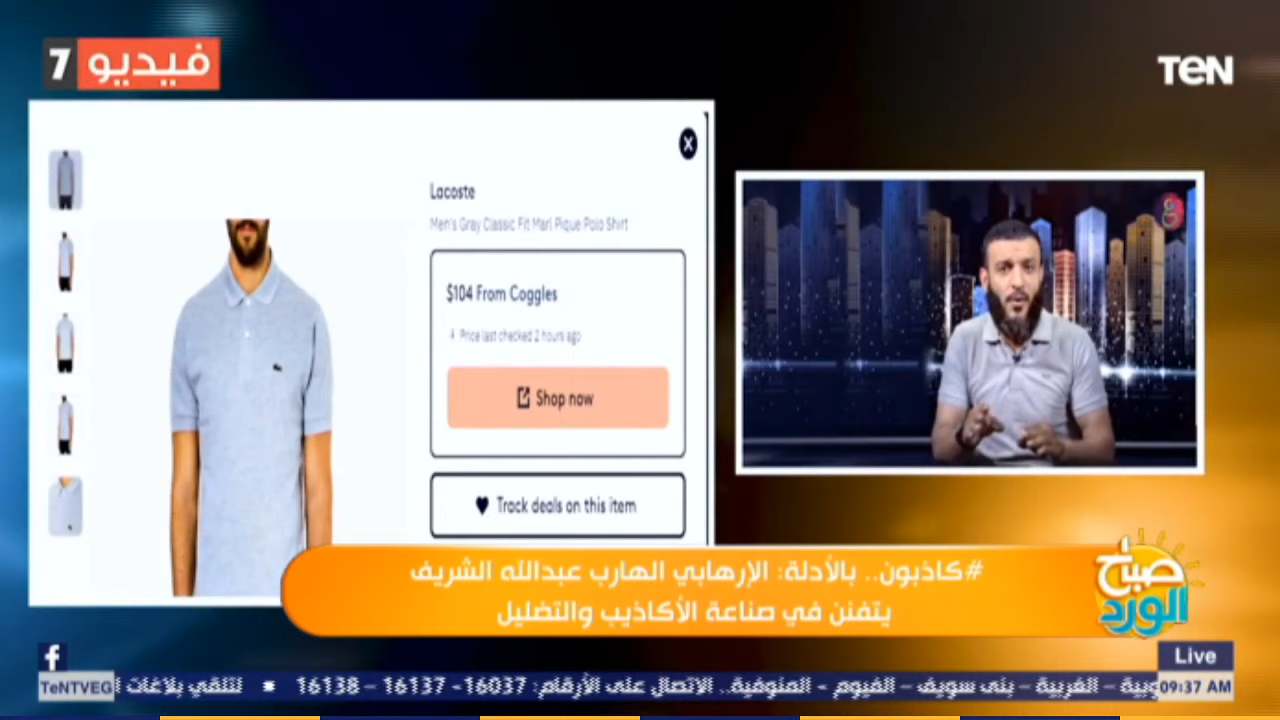 7 فيديو
TeN
X
Lacoste
Men's Gray Classic Fit Marl Pique Polo Shirt
$104 From Coggles
Price last checked 2 hours ago
Shop now
Track deals on this item
#كاذبون.. بالأدلة: الإرهابي الهارب عبدالله الشريف
يتفنن في صناعة الأكاذيب والتضليل
صباح
الورد
Live
09:37 AM
f
TeNTVEG
وبية – الغربية – بنى سويف – الفيوم – المنوفية.. الاتصال على الأرقام: 16037- 16137 – 16138 * لتلقي بلاغات ا